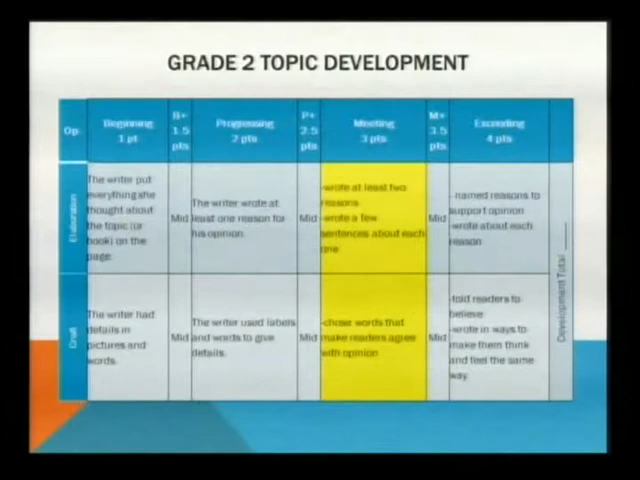 GRADE 2 TOPIC DEVELOPMENT
Op.
Beginning
1 pt
B+
1.5
pts
Progressing
2 pts
P+
2.5
pts
Meeting
3 pts
M+
3.5
pts
Exceeding
4 pts
Elaboration
The writer put
everything she
thought about
the topic (or
book) on the
page.
Mid
The writer wrote at
least one reason for
his opinion.
Mid
-wrote at least two
reasons
-wrote a few
sentences about each
one
Mid
- named reasons to
support opinion
-wrote about each
reason
Craft
The writer had
details in
pictures and
words.
Mid
The writer used labels
and words to give
details.
Mid
-chose words that
make readers agree
with opinion
Mid
-told readers to
believe
-wrote in ways to
make them think
and feel the same
way.
Development Total ____